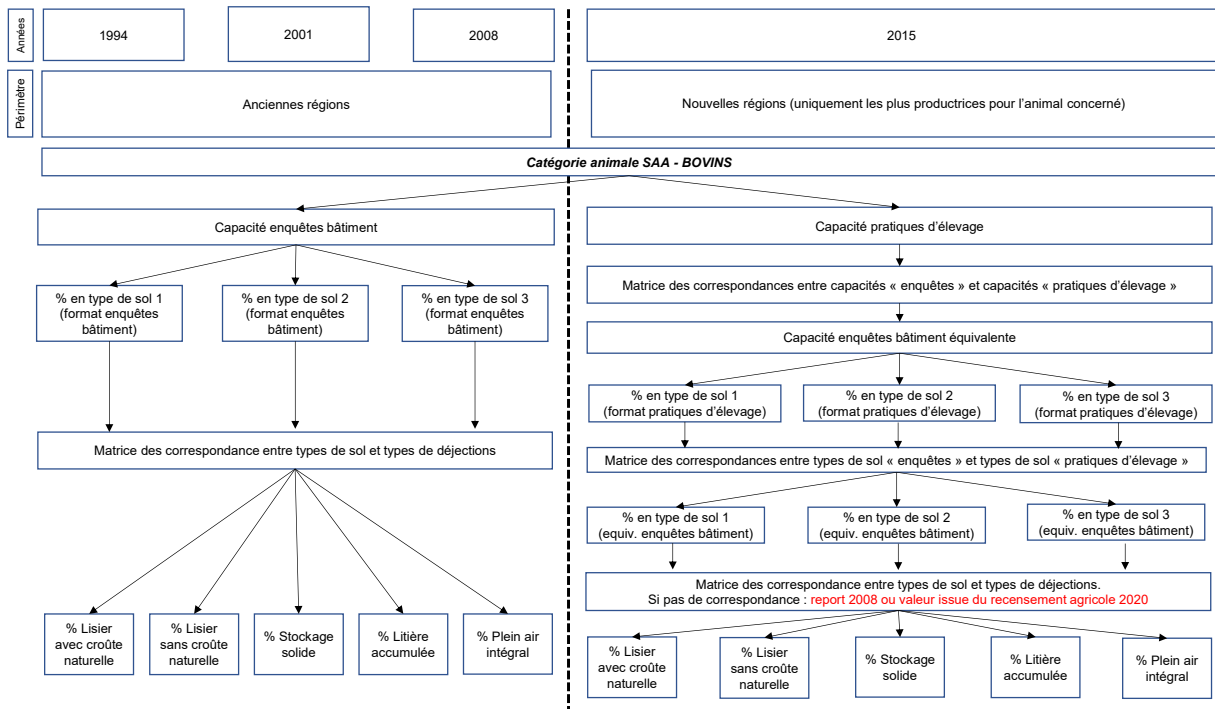 Années
1994
2001
2008
2015
Périmètre
Anciennes régions
Nouvelles régions (uniquement les plus productrices pour l'animal concerné)
Catégorie animale SAA - BOVINS
Capacité enquêtes bâtiment
% en type de sol 1
(format enquêtes
bâtiment)
% en type de sol 2
(format enquêtes
bâtiment)
% en type de sol 3
(format enquêtes
bâtiment)
Matrice des correspondance entre types de sol et types de déjections
% Lisier
avec croûte
naturelle
% Lisier
sans croûte
naturelle
% Stockage
solide
% Litière
accumulée
% Plein air
intégral
Capacité pratiques d'élevage
Matrice des correspondances entre capacités « enquêtes » et capacités « pratiques d'élevage »
Capacité enquêtes bâtiment équivalente
% en type de sol 1
(format pratiques d'élevage)
% en type de sol 2
(format pratiques d'élevage)
% en type de sol 3
(format pratiques d'élevage)
Matrice des correspondances entre types de sol « enquêtes » et types de sol « pratiques d'élevage »
% en type de sol 1
(equiv. enquêtes bâtiment)
% en type de sol 2
(equiv. enquêtes bâtiment)
% en type de sol 3
(equiv. enquêtes bâtiment)
Matrice des correspondance entre types de sol et types de déjections.
Si pas de correspondance : report 2008 ou valeur issue du recensement agricole 2020
% Lisier
avec croûte
naturelle
% Lisier
sans croûte
naturelle
% Stockage
solide
% Litière
accumulée
% Plein air
intégral